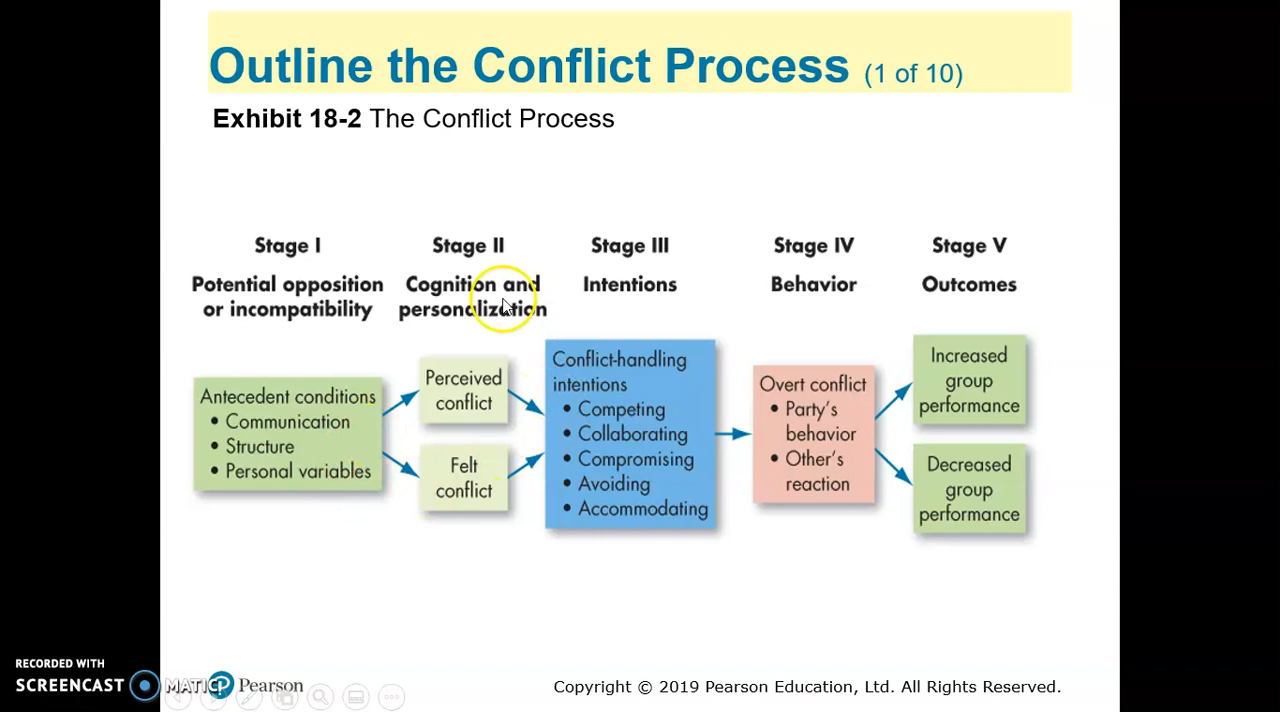 Outline the Conflict Process (1 of 10)
Exhibit 18-2 The Conflict Process
Stage I
Potential opposition
or incompatibility
Stage II
Cognition and
personalization
Stage III
Intentions
Stage IV
Behavior
Stage V
Outcomes
Antecedent conditions
• Communication
• Structure
• Personal variables
Perceived
conflict
Felt
conflict
Conflict-handling
intentions
• Competing
• Collaborating
• Compromising
• Avoiding
• Accommodating
Overt conflict
• Party's
behavior
• Other's
reaction
Increased
group
performance
Decreased
group
performance
RECORDED WITH
SCREENCAST MATIC
Pearson
Copyright © 2019 Pearson Education, Ltd. All Rights Reserved.